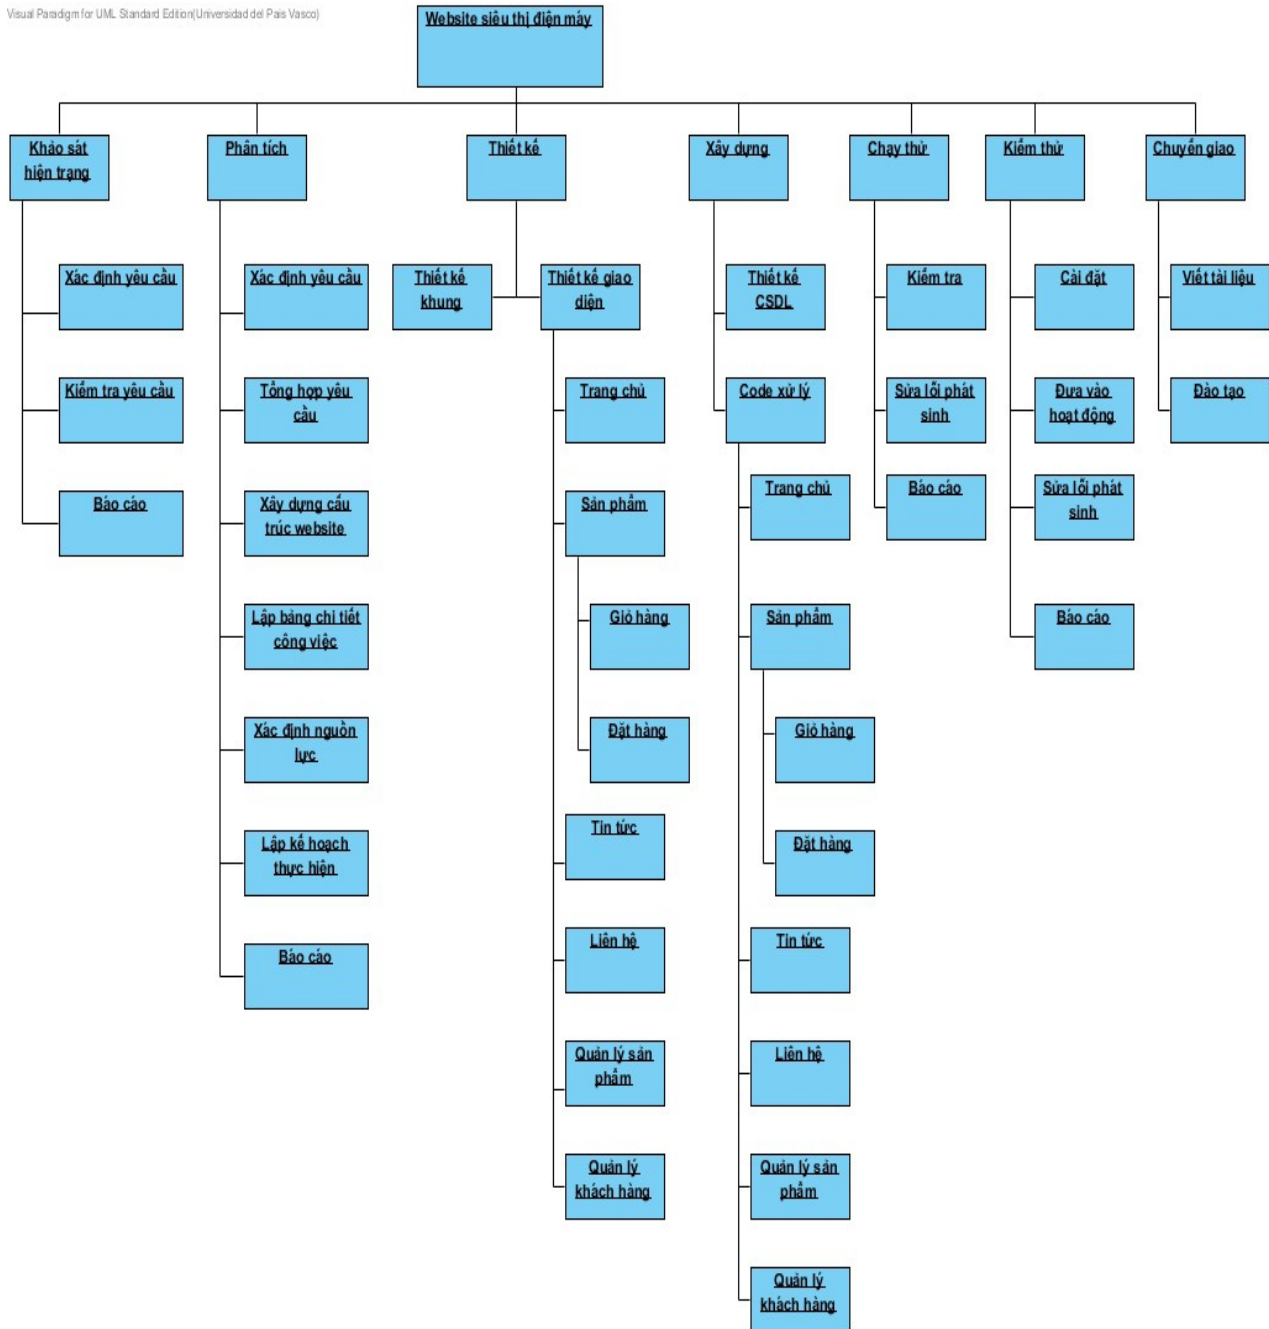 Visual Paradigm for UML Standard Edition(Universidad del Pais Vasco)
Website siêu thị điện máy
Khảo sát
hiện trạng
Phân tích
Thiết kế
Xây dựng
Chạy thử
Kiểm thử
Chuyển giao
Xác định yêu cầu
Kiểm tra yêu cầu
Báo cáo
Xác định yêu cầu
Tổng hợp yêu
cầu
Xây dựng cấu
trúc website
Lập bảng chi tiết
công việc
Xác định nguồn
lực
Lập kế hoạch
thực hiện
Báo cáo
Thiết kế
khung
Thiết kế giao
diện
Trang chủ
Sản phẩm
Giỏ hàng
Đặt hàng
Tin tức
Liên hệ
Quản lý sản
phẩm
Quản lý
khách hàng
Thiết kế
CSDL
Code xử lý
Trang chủ
Sản phẩm
Giỏ hàng
Đặt hàng
Tin tức
Liên hệ
Quản lý sản
phẩm
Quản lý
khách hàng
Kiểm tra
Sửa lỗi phát
sinh
Báo cáo
Cài đặt
Đưa vào
hoạt động
Sửa lỗi phát
sinh
Báo cáo
Viết tài liệu
Đào tạo